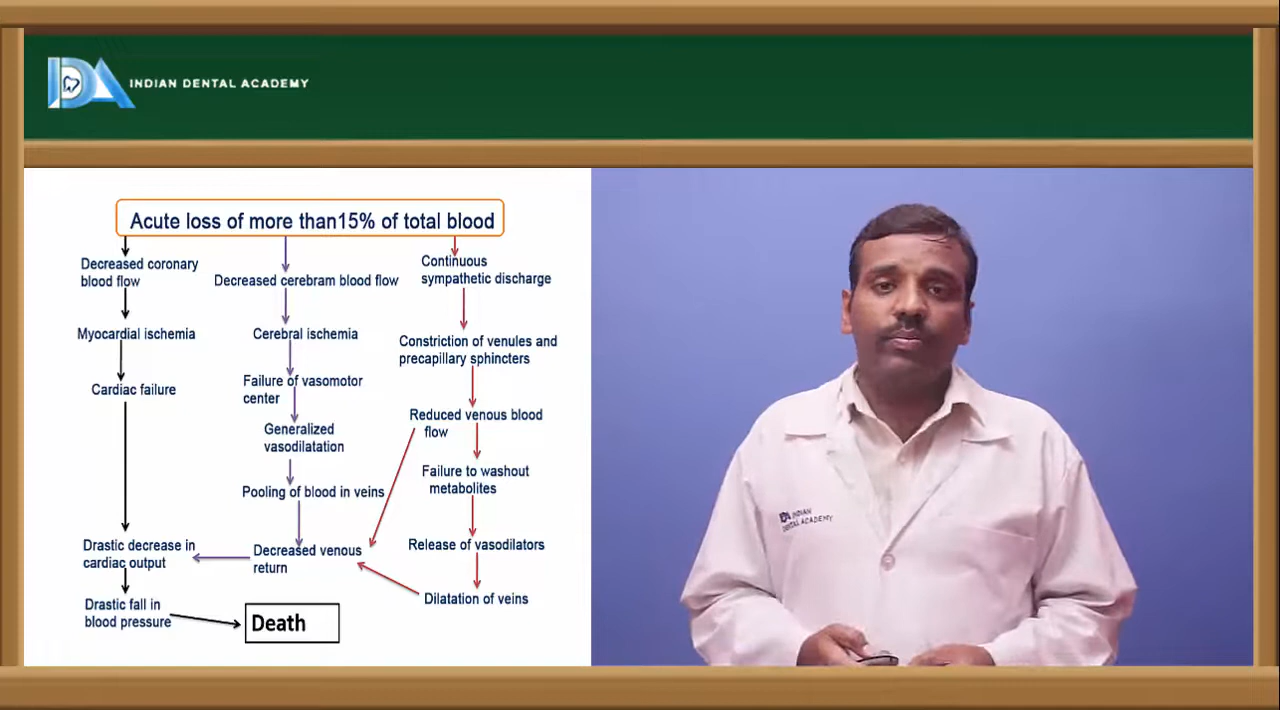 IDA INDIAN DENTAL ACADEMY
Acute loss of more than15% of total blood
Decreased coronary
blood flow
Myocardial ischemia
Cardiac failure
Drastic decrease in
cardiac output
Drastic fall in
blood pressure
Decreased cerebram blood flow
Cerebral ischemia
Failure of vasomotor
center
Generalized
vasodilatation
Pooling of blood in veins
Decreased venous
return
Death
Continuous
sympathetic discharge
Constriction of venules and
precapillary sphincters
Reduced venous blood
flow
Failure to washout
metabolites
Release of vasodilators
Dilatation of veins
IDA INDIAN
DENTAL ACADEMY